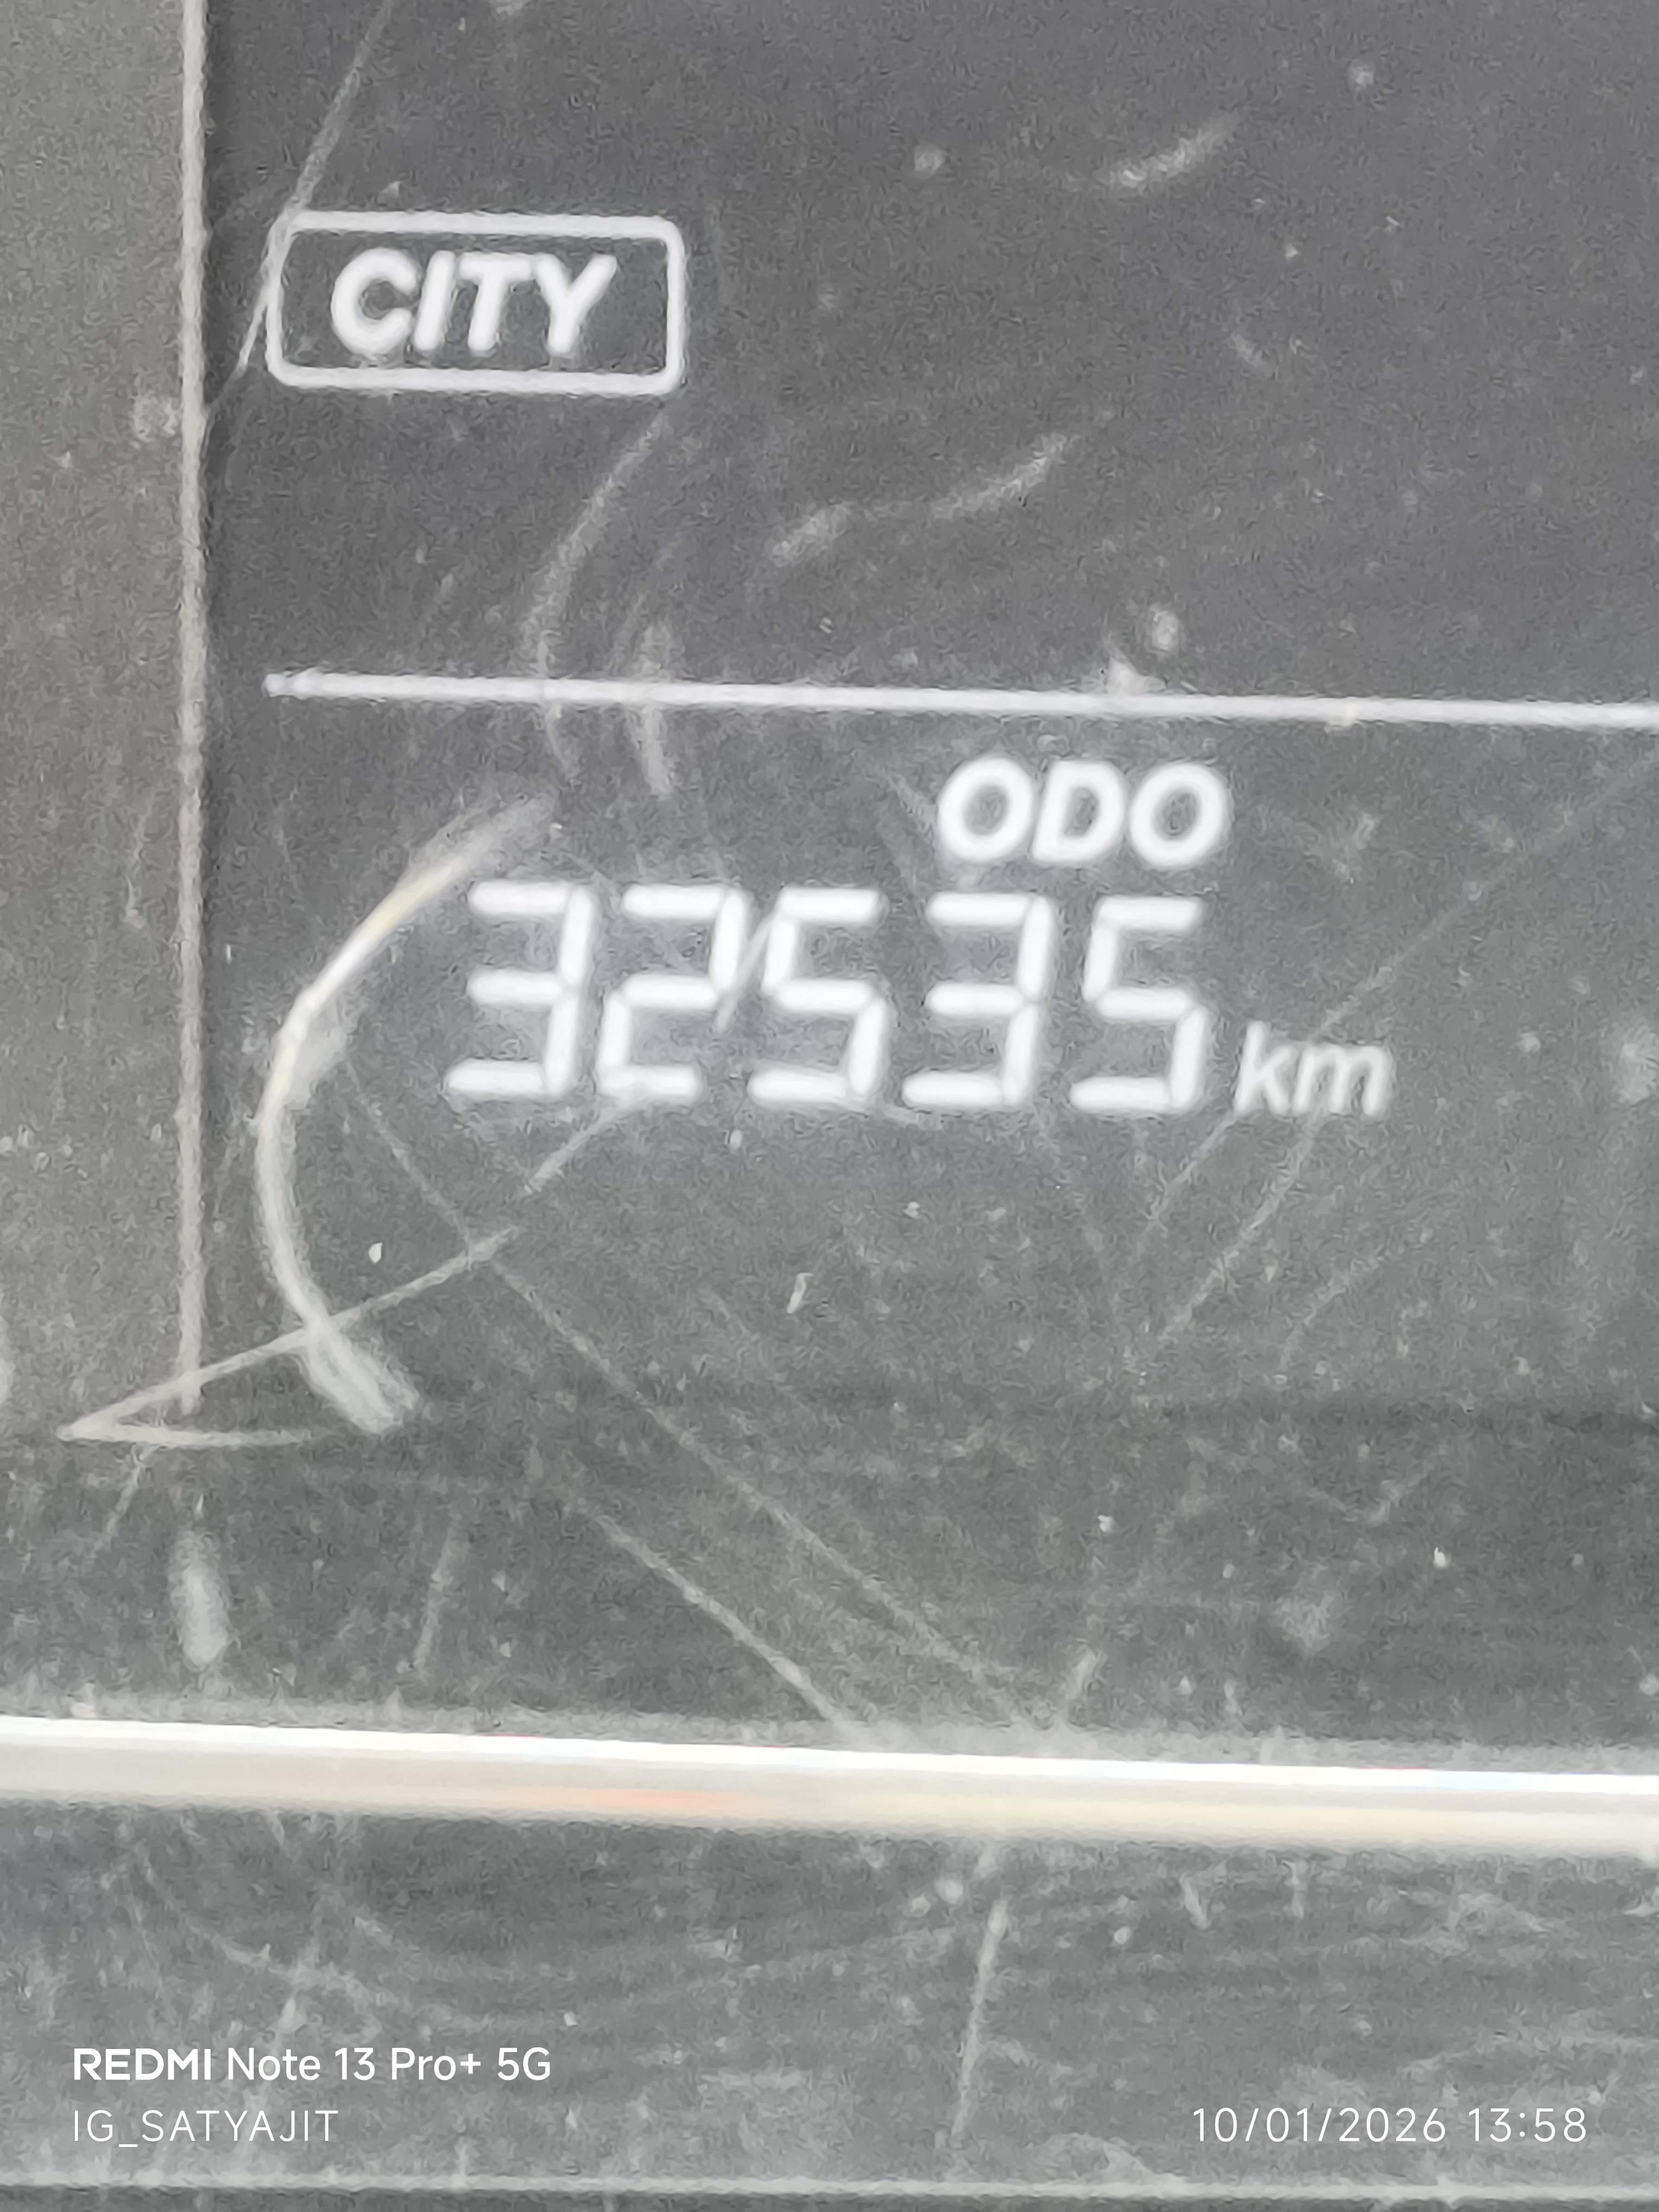 CITY
ODO
32535 km
REDMI Note 13 Pro+ 5G
IG_SATYAJIT
10/01/2026 13:58